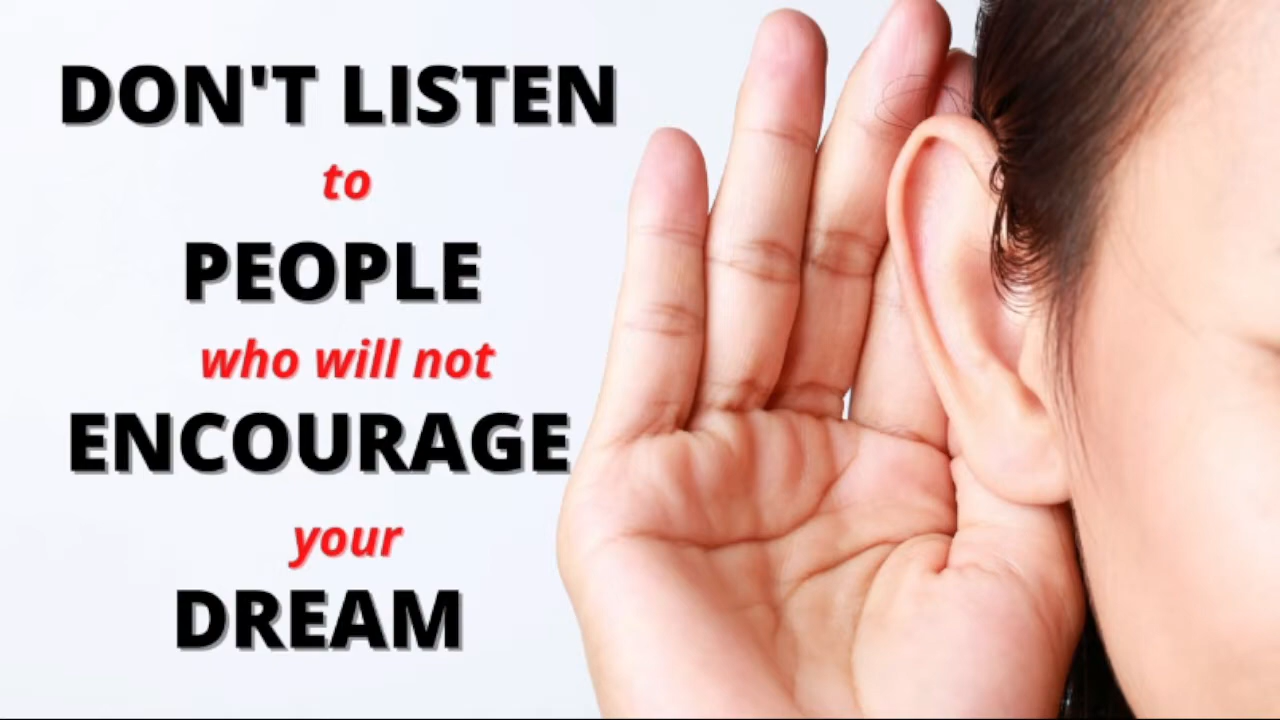 DON'T LISTEN
to
PEOPLE
who will not
ENCOURAGE
your
DREAM